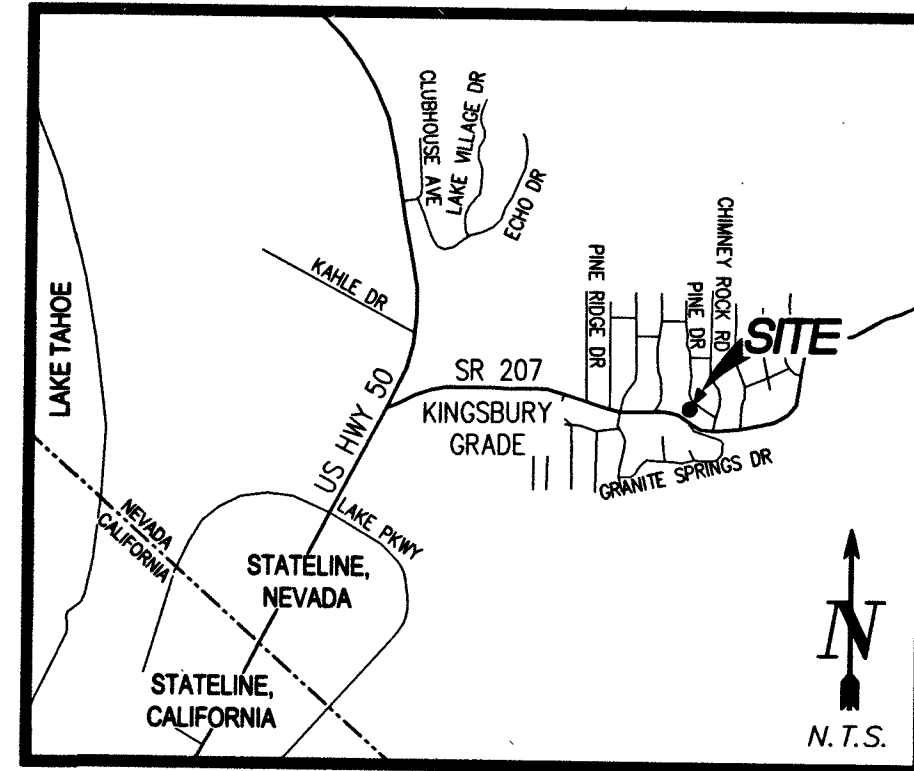 CLUBHOUSE AVE
LAKE VILLAGE DR
ECHO DR
KAHLE DR
LAKE TAHOE
PINE RIDGE DR
PINE DR
CHIMNEY ROCK RD
SITE
SR 207
KINGSBURY
GRADE
US HWY 50
GRANITE SPRINGS DR
LAKE PKWY
NEVADA
CALIFORNIA
STATELINE,
NEVADA
STATELINE,
CALIFORNIA
N
N.T.S.